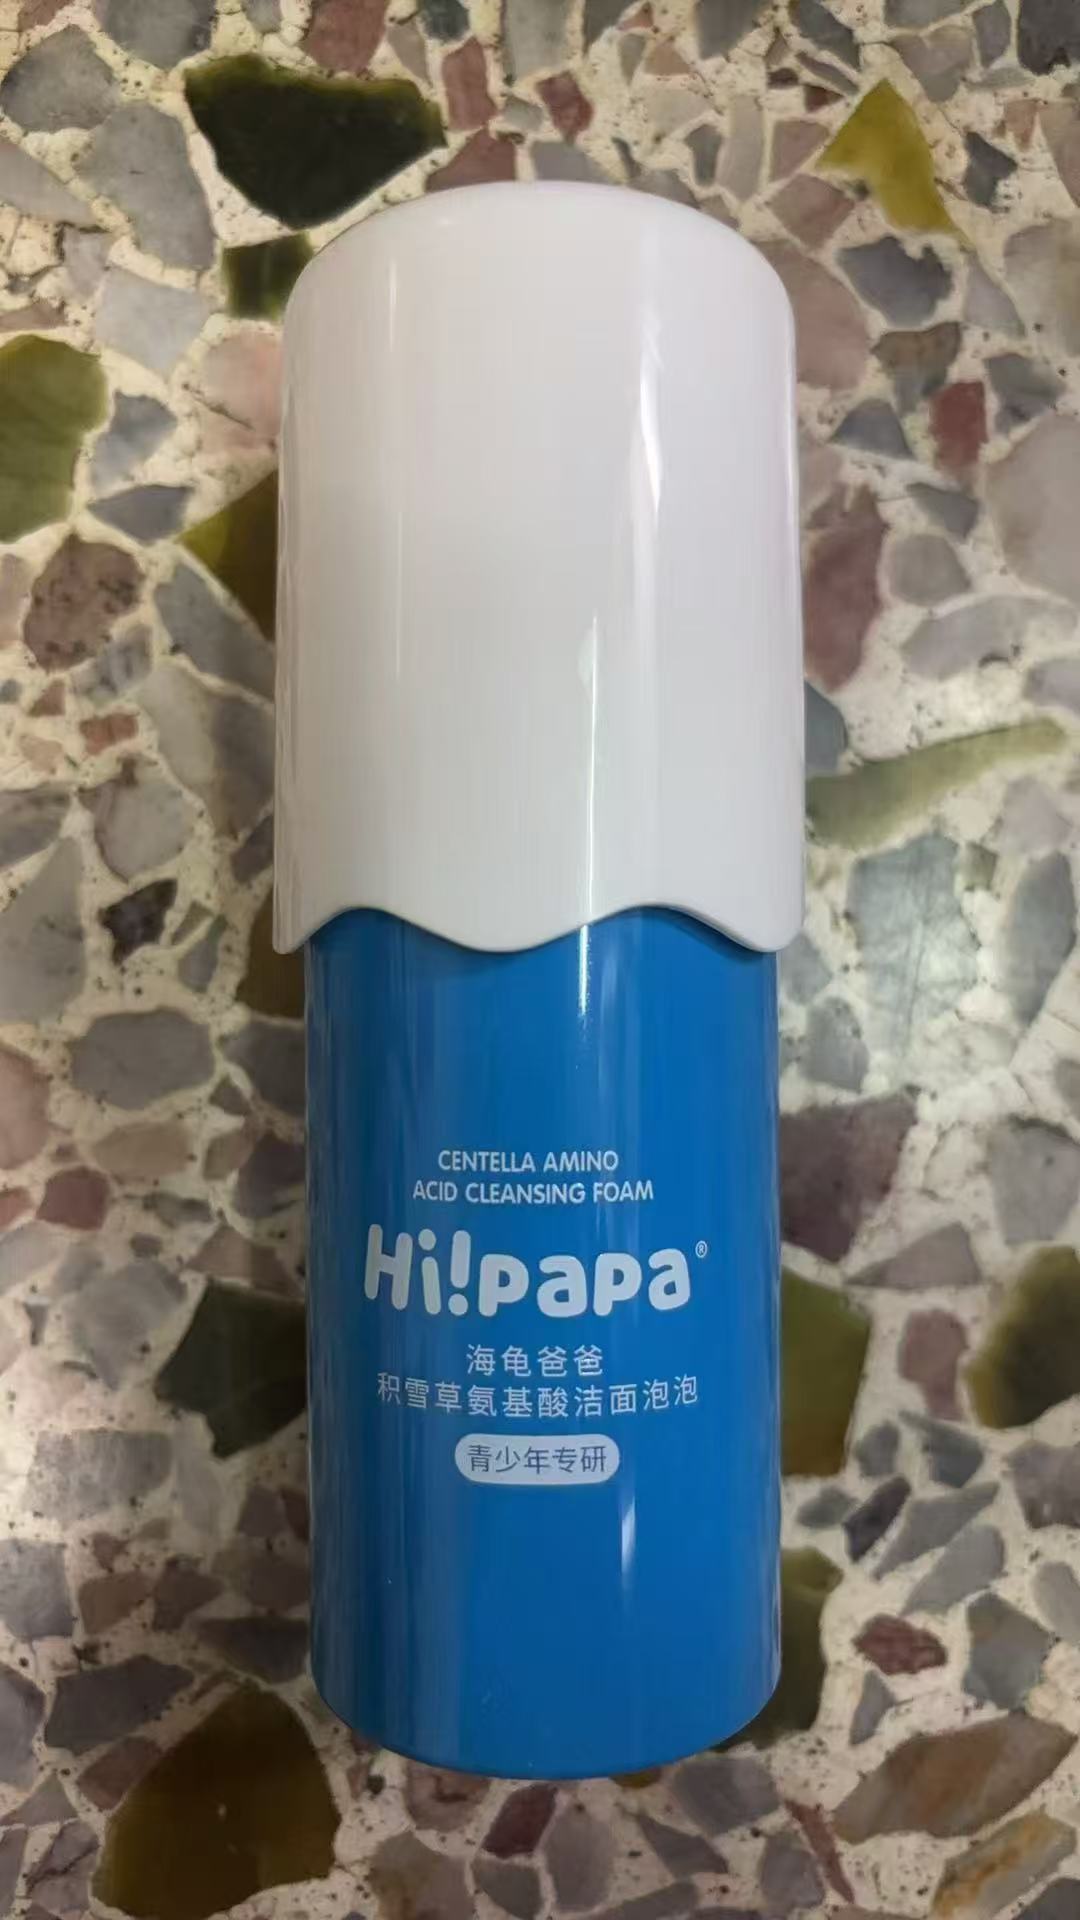 CENTELLA AMINO
ACID CLEANSING FOAM
Hi!papa®
海龟爸爸
积雪草氨基酸洁面泡泡
青少年专研